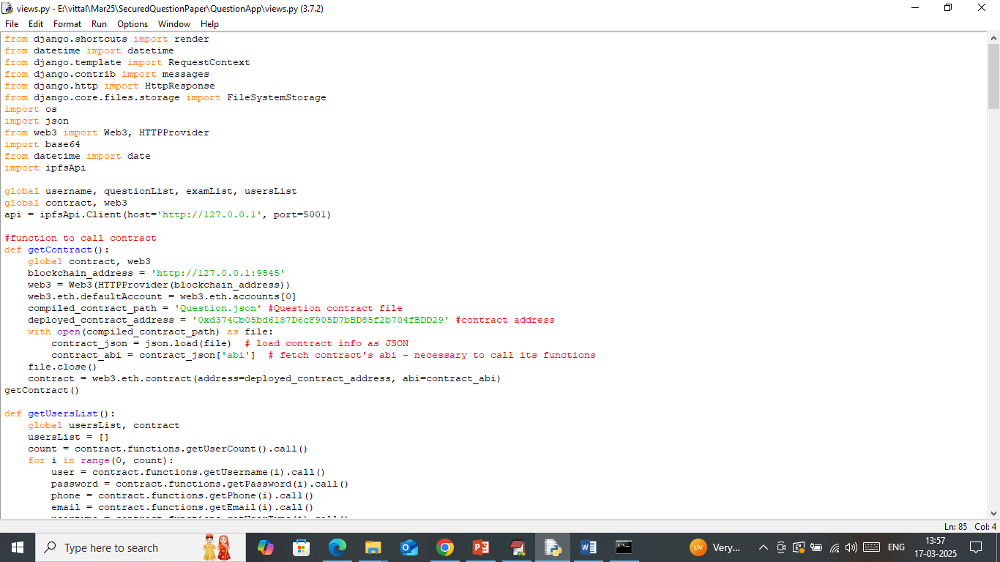 views.py - E:\vittal\Mar25\SecuredQuestionPaper\QuestionApp\views.py (3.7.2)
File Edit Format Run Options Window Help
from django.shortcuts import render
from datetime import datetime
from django.template import RequestContext
from django.contrib import messages
from django.http import HttpResponse
from django.core.files.storage import FileSystemStorage
import os
import json
from web3 import Web3, HTTPProvider
import base64
from datetime import date
import ipfsApi
global username, questionList, examList, usersList
global contract, web3
api = ipfsApi.Client(host='http://127.0.0.1', port=5001)
#function to call contract
def getContract():
    global contract, web3
    blockchain_address = 'http://127.0.0.1:9545'
    web3 = Web3(HTTPProvider(blockchain_address))
    web3.eth.defaultAccount = web3.eth.accounts[0]
    compiled_contract_path = 'Question.json' #Question contract file
    deployed_contract_address = '0xd374Cb05bd6187D6cF905D7bBD85f2b704fBDD29' #contract address
    with open(compiled_contract_path) as file:
        contract_json = json.load(file)  # load contract info as JSON
        contract_abi = contract_json['abi']  # fetch contract's abi - necessary to call its functions
    file.close()
    contract = web3.eth.contract(address=deployed_contract_address, abi=contract_abi)
getContract()
def getUsersList():
    global usersList, contract
    usersList = []
    count = contract.functions.getUserCount().call()
    for i in range(0, count):
        user = contract.functions.getUsername(i).call()
        password = contract.functions.getPassword(i).call()
        phone = contract.functions.getPhone(i).call()
        email = contract.functions.getEmail(i).call()
Ln: 85 Col: 4
Type here to search
UV Very... ENG 13:57
17-03-2025